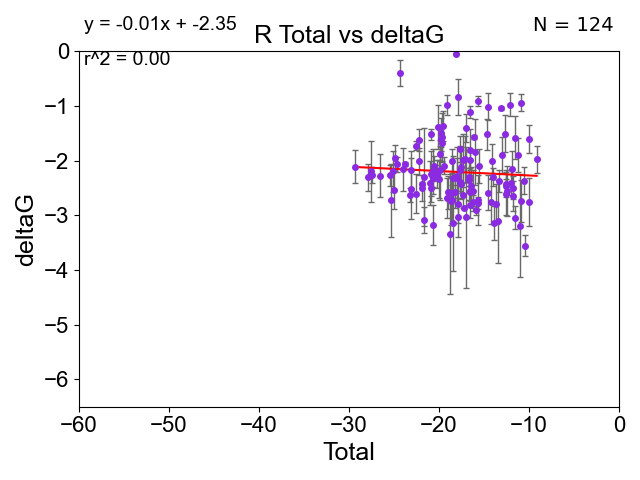 y = -0.01x + -2.35
R Total vs deltaG
N = 124
r^2 = 0.00
0
−1
−2
−3
−4
−5
−6
deltaG
−60 −50 −40 −30 −20 −10 0
Total